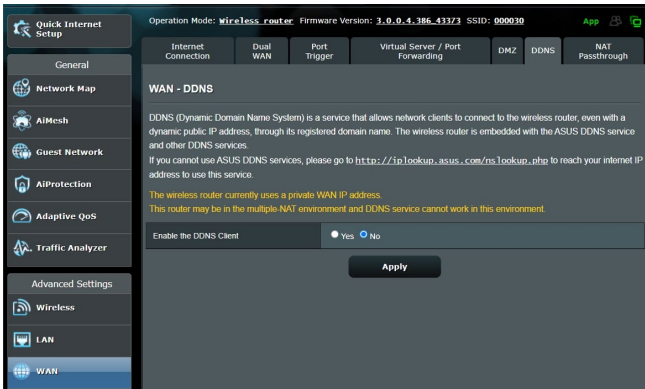 Quick Internet
Setup
Operation Mode: Wireless router Firmware Version: 3.0.0.4.386_43373 SSID: 000030
App
General
Network Map
AiMesh
Guest Network
AiProtection
Adaptive QoS
Traffic Analyzer
Advanced Settings
Wireless
LAN
WAN
Internet
Connection
Dual
WAN
Port
Trigger
Virtual Server / Port
Forwarding
DMZ
DDNS
NAT
Passthrough
WAN - DDNS
DDNS (Dynamic Domain Name System) is a service that allows network clients to connect to the wireless router, even with a
dynamic public IP address, through its registered domain name. The wireless router is embedded with the ASUS DDNS service
and other DDNS services.
If you cannot use ASUS DDNS services, please go to http://iplookup.asus.com/nslookup.php to reach your internet IP
address to use this service.
The wireless router currently uses a private WAN IP
address.
This router may be in the multiple-NAT environment and DDNS service cannot work in this environment.
Enable the DDNS Client
Yes No
Apply